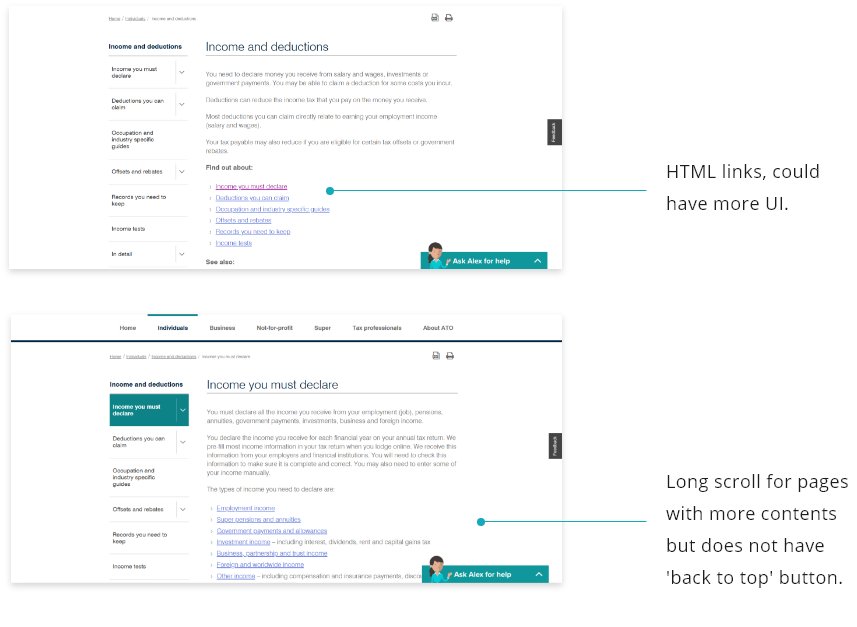 Home / Individuals / Income and deductions
Income and deductions
Income you must
declare
Deductions you can
claim
Occupation and
industry specific
guides
Offsets and rebates
Records you need to
keep
Income tests
In detail
Income and deductions
You need to declare money you receive from salary and wages, investments or
government payments. You may be able to claim a deduction for some costs you incur.
Deductions can reduce the income tax that you pay on the money you receive.
Most deductions you can claim directly relate to earning your employment income
(salary and wages).
Your tax payable may also reduce if you are eligible for certain tax offsets or government
rebates.
Find out about:
Income you must declare
Deductions you can claim
Occupation and industry specific guides
Offsets and rebates
Records you need to keep
Income tests
See also:
Feedback
Ask Alex for help
HTML links, could
have more UI.
Home Individuals Business Not-for-profit Super Tax professionals About ATO
Home / Individuals / Income and deductions / Income you must declare
Income and deductions
Income you must
declare
Deductions you can
claim
Occupation and
industry specific
guides
Offsets and rebates
Records you need to
keep
Income tests
Income you must declare
You must declare all the income you receive from your employment (job), pensions,
annuities, government payments, investments, business and foreign income.
You declare the income you receive for each financial year on your annual tax return. We
pre-fill most income information in your tax return when you lodge online. We receive this
information from your employers and financial institutions. You will need to check this
information to make sure it is complete and correct. You may also need to enter some of
your income manually.
The types of income you need to declare are:
Employment income
Super pensions and annuities
Government payments and allowances
Investment income – including interest, dividends, rent and capital gains tax
Business, partnership and trust income
Foreign and worldwide income
Other income – including compensation and insurance payments,
Feedback
Ask Alex for help
Long scroll for pages
with more contents
but does not have
'back to top' button.